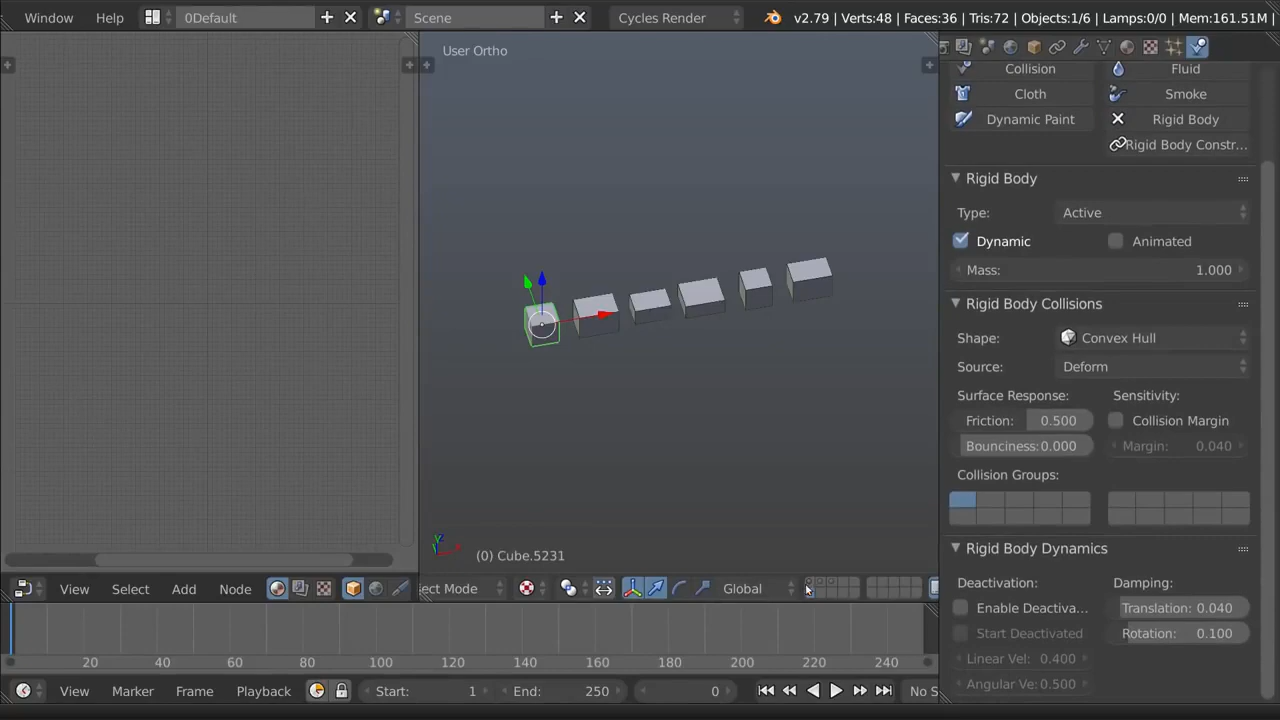 Window Help 0Default Scene Cycles Render v2.79 | Verts:48 | Faces:36 | Tris:72 | Objects:1/6 | Lamps:0/0 | Mem:161.51M
User Ortho
Collision Fluid
Cloth Smoke
Dynamic Paint Rigid Body
Rigid Body Constr...
Rigid Body
Type: Active
Dynamic Animated
Mass: 1.000
Rigid Body Collisions
Shape: Convex Hull
Source: Deform
Surface Response: Sensitivity:
Friction: 0.500 Collision Margin
Bounciness: 0.000 Margin: 0.040
Collision Groups:
Rigid Body Dynamics
(0) Cube.5231
Deactivation: Damping:
View Select Add Node ect Mode Global
Enable Deactiva... Translation: 0.040
Start Deactivated Rotation: 0.100
Linear Vel: 0.400
20 40 60 80 100 120 140 160 180 200 220 240
Angular Ve: 0.500
View Marker Frame Playback Start: 1 End: 250 0 No S